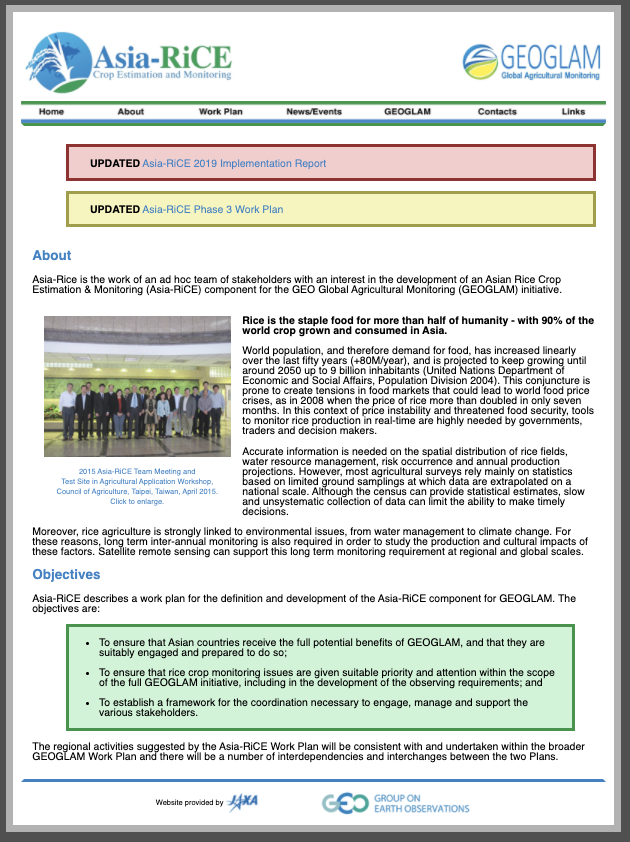 Asia-RiCE
Crop Estimation and Monitoring
GEOGLAM
Global Agricultural Monitoring
Home About Work Plan News/Events GEOGLAM Contacts Links
UPDATED Asia-RiCE 2019 Implementation Report
UPDATED Asia-RiCE Phase 3 Work Plan
About
Asia-Rice is the work of an ad hoc team of stakeholders with an interest in the development of an Asian Rice Crop
Estimation & Monitoring (Asia-RiCE) component for the GEO Global Agricultural Monitoring (GEOGLAM) initiative.
2015 Asia-RiCE Team Meeting and
Test Site in Agricultural Application Workshop,
Council of Agriculture, Taipei, Taiwan, April 2015.
Click to enlarge.
Rice is the staple food for more than half of humanity - with 90% of the
world crop grown and consumed in Asia.
World population, and therefore demand for food, has increased linearly
over the last fifty years (+80M/year), and is projected to keep growing until
around 2050 up to 9 billion inhabitants (United Nations Department of
Economic and Social Affairs, Population Division 2004). This conjuncture is
prone to create tensions in food markets that could lead to world food price
crises, as in 2008 when the price of rice more than doubled in only seven
months. In this context of price instability and threatened food security, tools
to monitor rice production in real-time are highly needed by governments,
traders and decision makers.
Accurate information is needed on the spatial distribution of rice fields,
water resource management, risk occurrence and annual production
projections. However, most agricultural surveys rely mainly on statistics
based on limited ground samplings at which data are extrapolated on a
national scale. Although the census can provide statistical estimates, slow
and unsystematic collection of data can limit the ability to make timely
decisions.
Moreover, rice agriculture is strongly linked to environmental issues, from water management to climate change. For
these reasons, long term inter-annual monitoring is also required in order to study the production and cultural impacts of
these factors. Satellite remote sensing can support this long term monitoring requirement at regional and global scales.
Objectives
Asia-RiCE describes a work plan for the definition and development of the Asia-RiCE component for GEOGLAM. The
objectives are:
• To ensure that Asian countries receive the full potential benefits of GEOGLAM, and that they are
suitably engaged and prepared to do so;
• To ensure that rice crop monitoring issues are given suitable priority and attention within the scope
of the full GEOGLAM initiative, including in the development of the observing requirements; and
• To establish a framework for the coordination necessary to engage, manage and support the
various stakeholders.
The regional activities suggested by the Asia-RiCE Work Plan will be consistent with and undertaken within the broader
GEOGLAM Work Plan and there will be a number of interdependencies and interchanges between the two Plans.
Website provided by JAXA
GEO GROUP ON
EARTH OBSERVATIONS